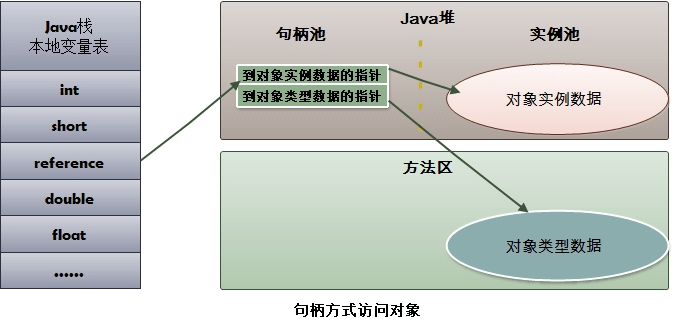 Java栈
本地变量表
int
short
reference
double
float
......
Java堆
句柄池
实例池
到对象实例数据的指针
到对象类型数据的指针
对象实例数据
方法区
对象类型数据
句柄方式访问对象